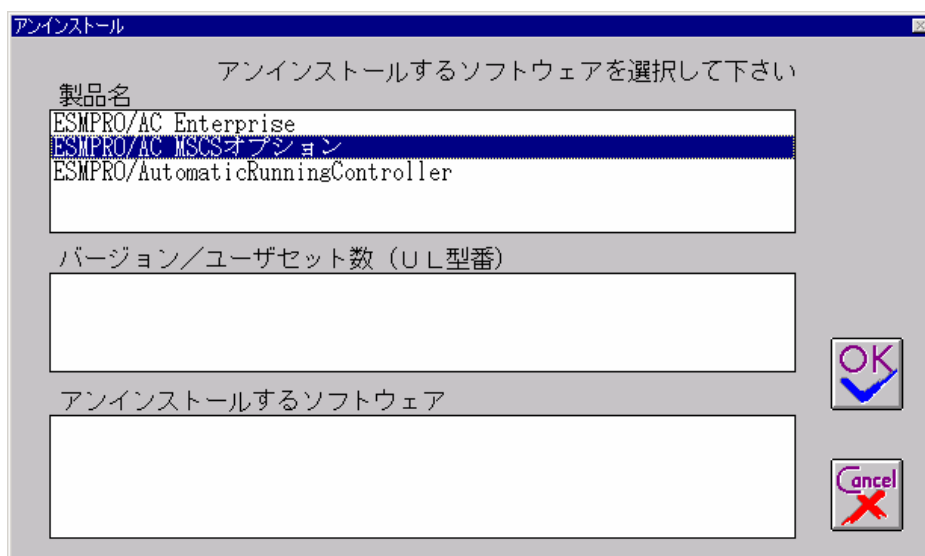 アンインストール
アンインストールするソフトウェアを選択して下さい
製品名
ESMPRO/AC Enterprise
ESMPRO/AC MSCSオプション
ESMPRO/AutomaticRunningController
バージョン／ユーザセット数（ＵＬ型番）
OK
アンインストールするソフトウェア
Cancel